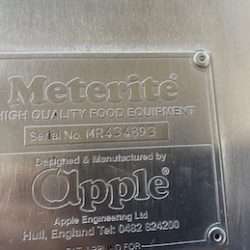 Meterite®
HIGH QUALITY FOOD EQUIPMENT
Serial No. MR434893
Designed & Manufactured by
apple®
Apple Engineering Ltd
Hull, England Tel: 0482 824200